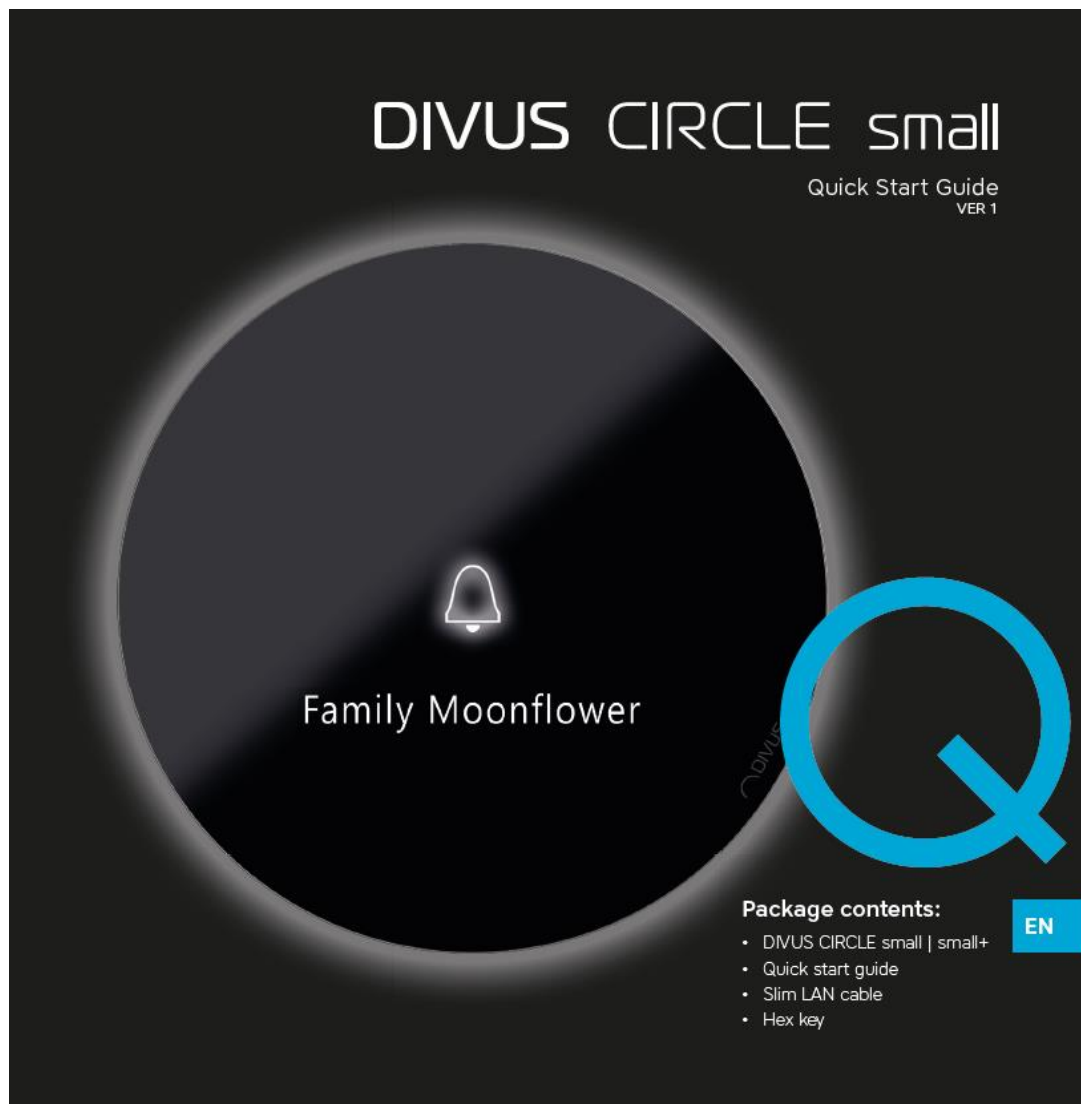 DIVUS CIRCLE small
Quick Start Guide
VER 1
Family Moonflower
DIVUS
Package contents:
• DIVUS CIRCLE small | small+
• Quick start guide
• Slim LAN cable
• Hex key
EN